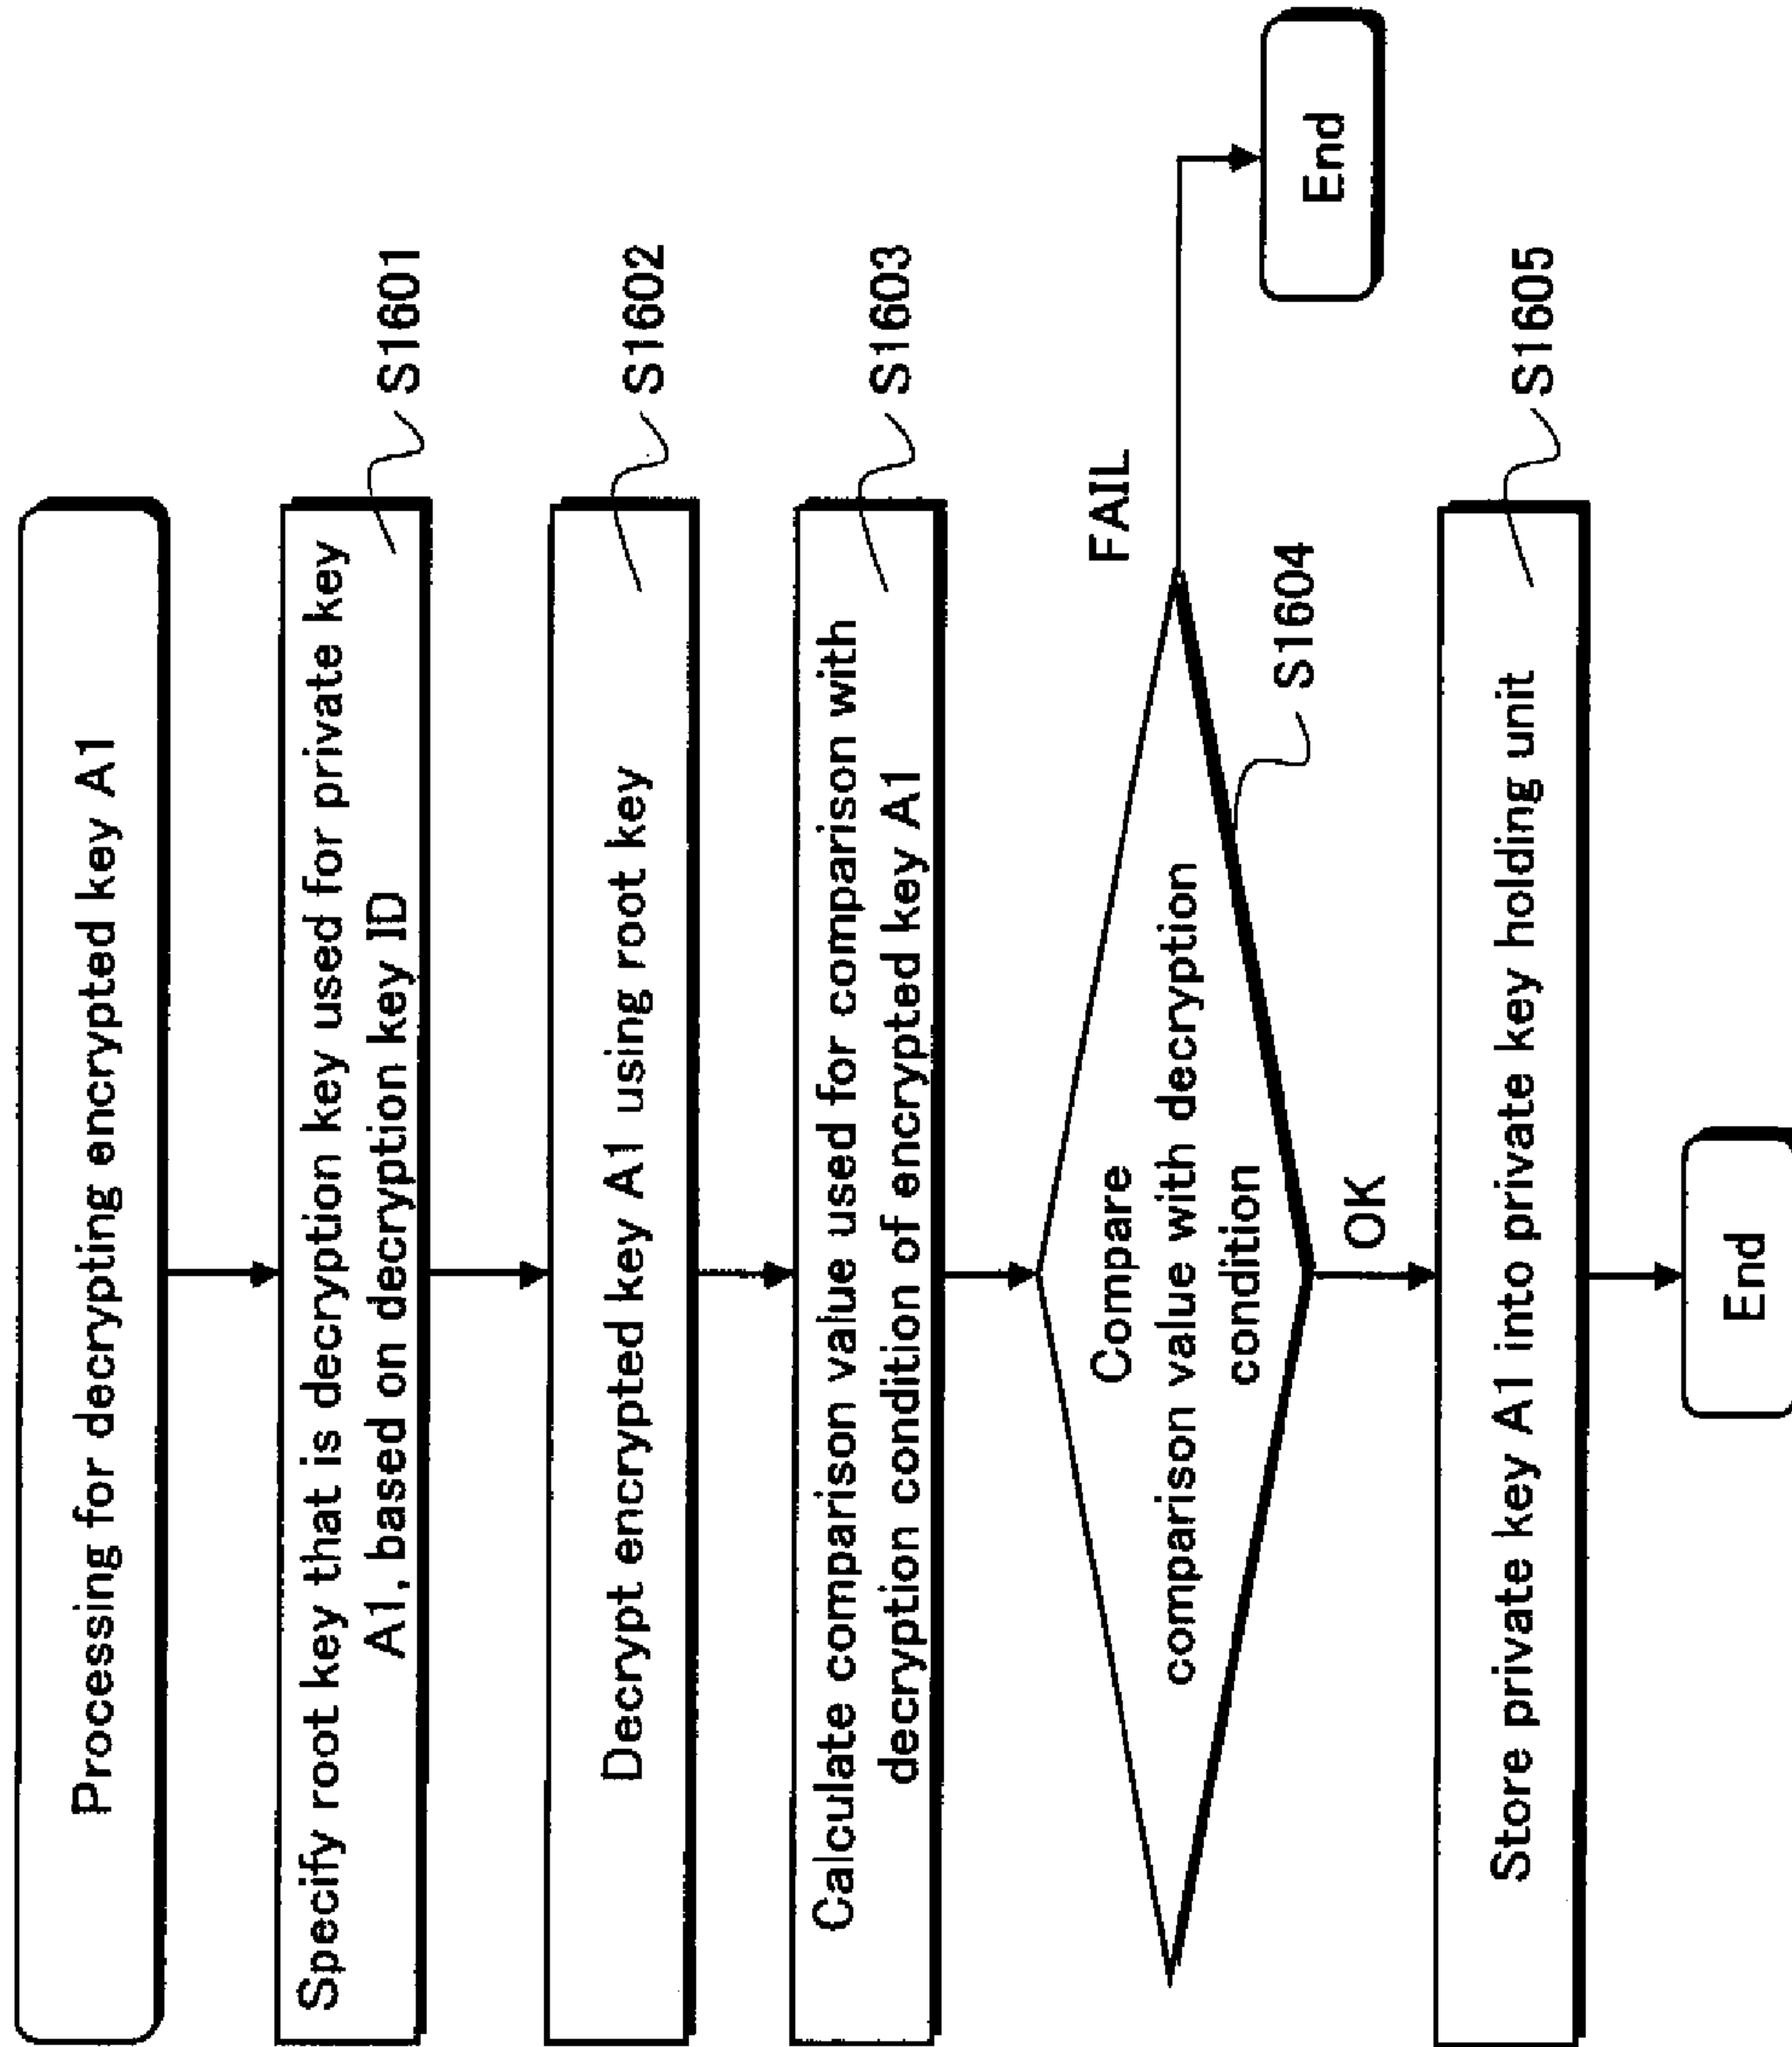 Processing for decrypting encrypted key A1
Specify root key that is decryption key used for private key
A1, based on decryption key ID
S1601
Decrypt encrypted key A1 using root key
S1602
Calculate comparison value used for comparison with
decryption condition of encrypted key A1
S1603
Compare
comparison value with decryption
condition
FAIL
S1604
End
OK
Store private key A1 into private key holding unit
S1605
End